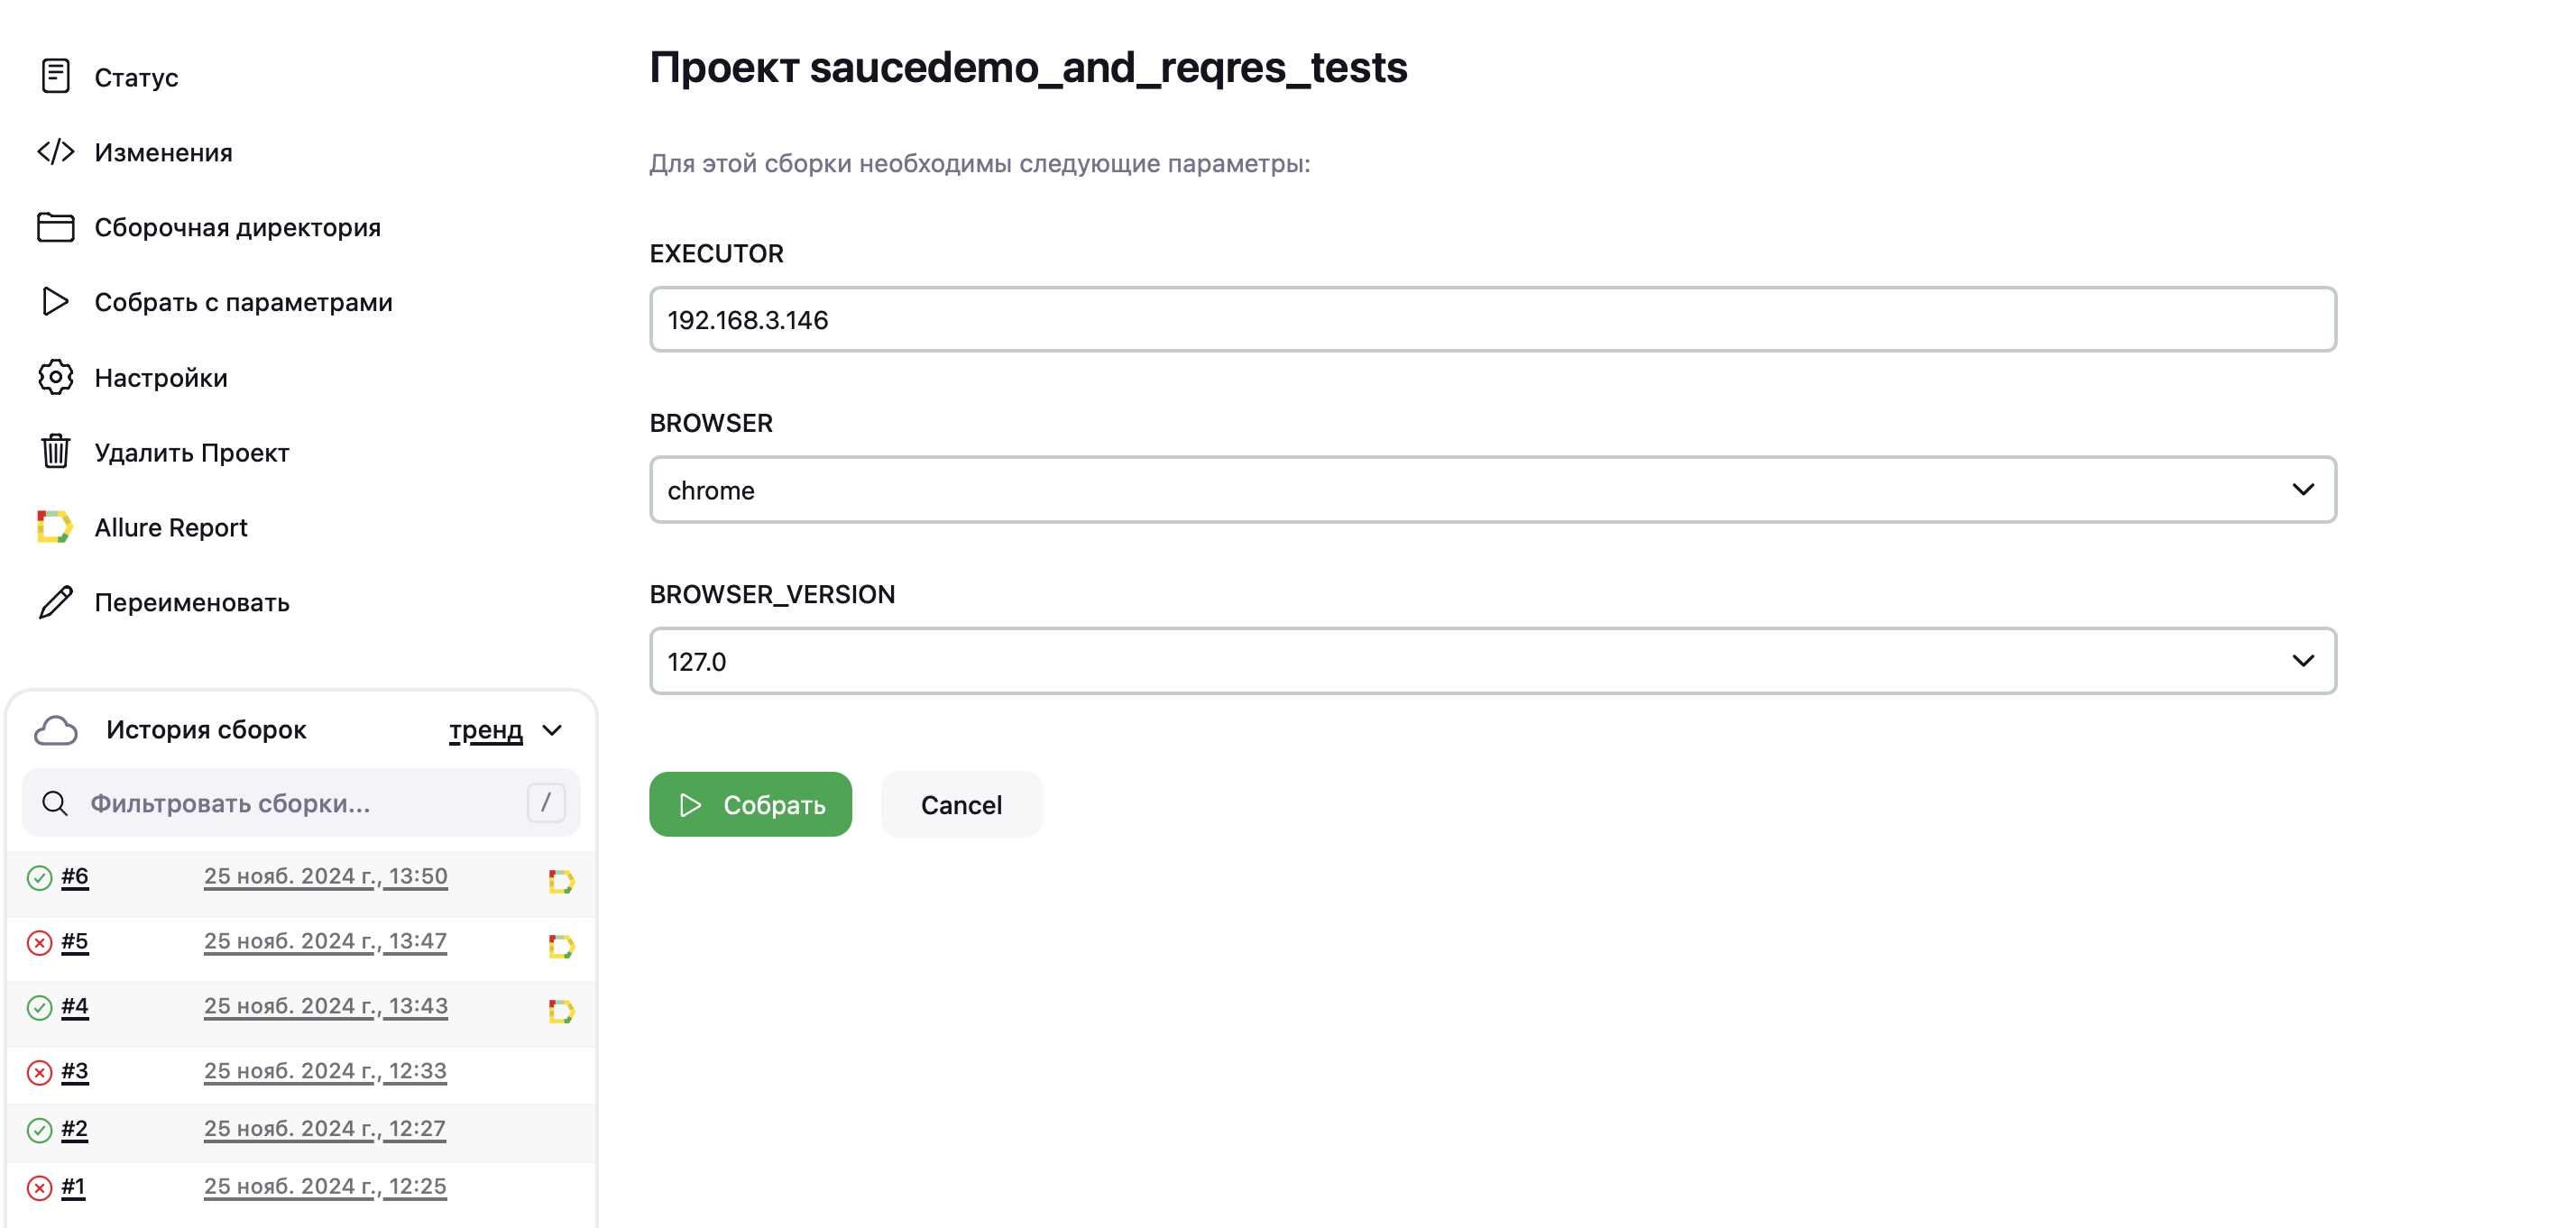 Статус
Изменения
Сборочная директория
Собрать с параметрами
Настройки
Удалить Проект
Allure Report
Переименовать
История сборок тренд
Фильтровать сборки... /
#6 25 нояб. 2024 г., 13:50
#5 25 нояб. 2024 г., 13:47
#4 25 нояб. 2024 г., 13:43
#3 25 нояб. 2024 г., 12:33
#2 25 нояб. 2024 г., 12:27
#1 25 нояб. 2024 г., 12:25
Проект saucedemo_and_reqres_tests
Для этой сборки необходимы следующие параметры:
EXECUTOR
192.168.3.146
BROWSER
chrome
BROWSER_VERSION
127.0
Собрать Cancel